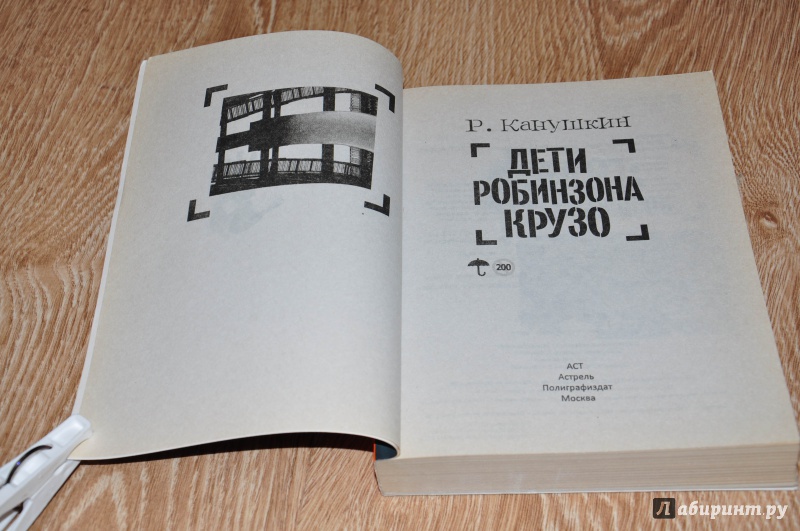 Р. Канушкин
ДЕТИ
РОБИНЗОНА
КРУЗО
200
АСТ
Астрель
Полиграфиздат
Москва
Лабиринт.ру